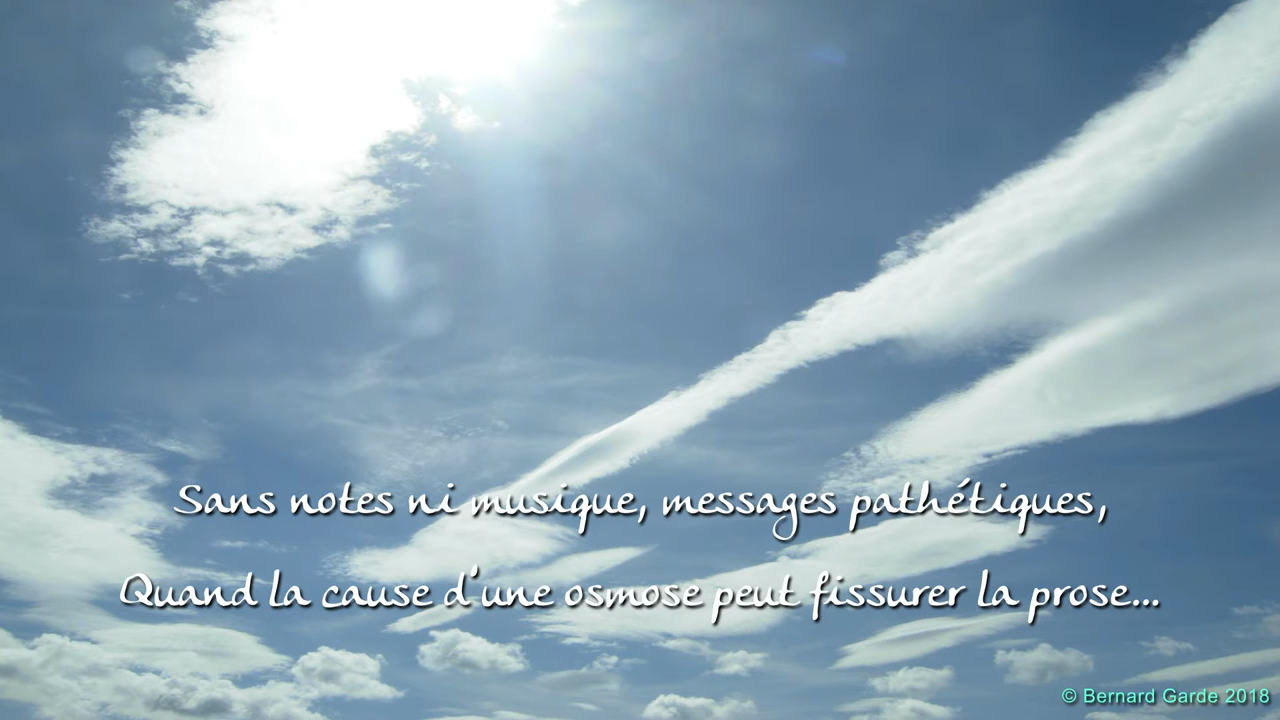 Sans notes ni musique, messages pathétiques,
Quand la cause d'une osmose peut fissurer la prose...
© Bernard Garde 2018